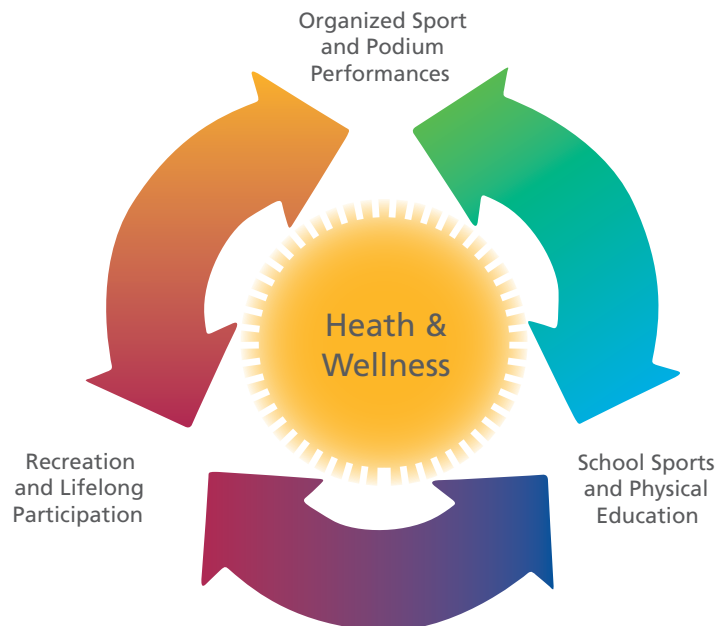 Organized Sport
and Podium
Performances
Heath &
Wellness
Recreation
and Lifelong
Participation
School Sports
and Physical
Education